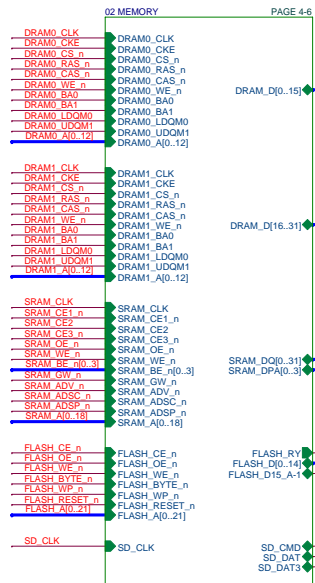 02 MEMORY PAGE 4-6
DRAM0_CLK DRAM0_CLK
DRAM0_CKE DRAM0_CKE
DRAM0_CS_n DRAM0_CS_n
DRAM0_RAS_n DRAM0_RAS_n
DRAM0_CAS_n DRAM0_CAS_n
DRAM0_WE_n DRAM0_WE_n DRAM_D[0..15]
DRAM0_BA0 DRAM0_BA0
DRAM0_BA1 DRAM0_BA1
DRAM0_LDQM0 DRAM0_LDQM0
DRAM0_UDQM1 DRAM0_UDQM1
DRAM0_A[0..12] DRAM0_A[0..12]
DRAM1_CLK DRAM1_CLK
DRAM1_CKE DRAM1_CKE
DRAM1_CS_n DRAM1_CS_n
DRAM1_RAS_n DRAM1_RAS_n
DRAM1_CAS_n DRAM1_CAS_n
DRAM1_WE_n DRAM1_WE_n DRAM_D[16..31]
DRAM1_BA0 DRAM1_BA0
DRAM1_BA1 DRAM1_BA1
DRAM1_LDQM0 DRAM1_LDQM0
DRAM1_UDQM1 DRAM1_UDQM1
DRAM1_A[0..12] DRAM1_A[0..12]
SRAM_CLK SRAM_CLK
SRAM_CE1_n SRAM_CE1_n
SRAM_CE2 SRAM_CE2
SRAM_CE3_n SRAM_CE3_n
SRAM_OE_n SRAM_OE_n
SRAM_WE_n SRAM_WE_n SRAM_DQ[0..31]
SRAM_BE_n[0..3] SRAM_BE_n[0..3] SRAM_DPA[0..3]
SRAM_GW_n SRAM_GW_n
SRAM_ADV_n SRAM_ADV_n
SRAM_ADSC_n SRAM_ADSC_n
SRAM_ADSP_n SRAM_ADSP_n
SRAM_A[0..18] SRAM_A[0..18]
FLASH_CE_n FLASH_CE_n FLASH_RY
FLASH_OE_n FLASH_OE_n FLASH_D[0..14]
FLASH_WE_n FLASH_WE_n FLASH_D15_A-1
FLASH_BYTE_n FLASH_BYTE_n
FLASH_WP_n FLASH_WP_n
FLASH_RESET_n FLASH_RESET_n
FLASH_A[0..21] FLASH_A[0..21]
SD_CLK SD_CLK SD_CMD
SD_DAT
SD_DAT3